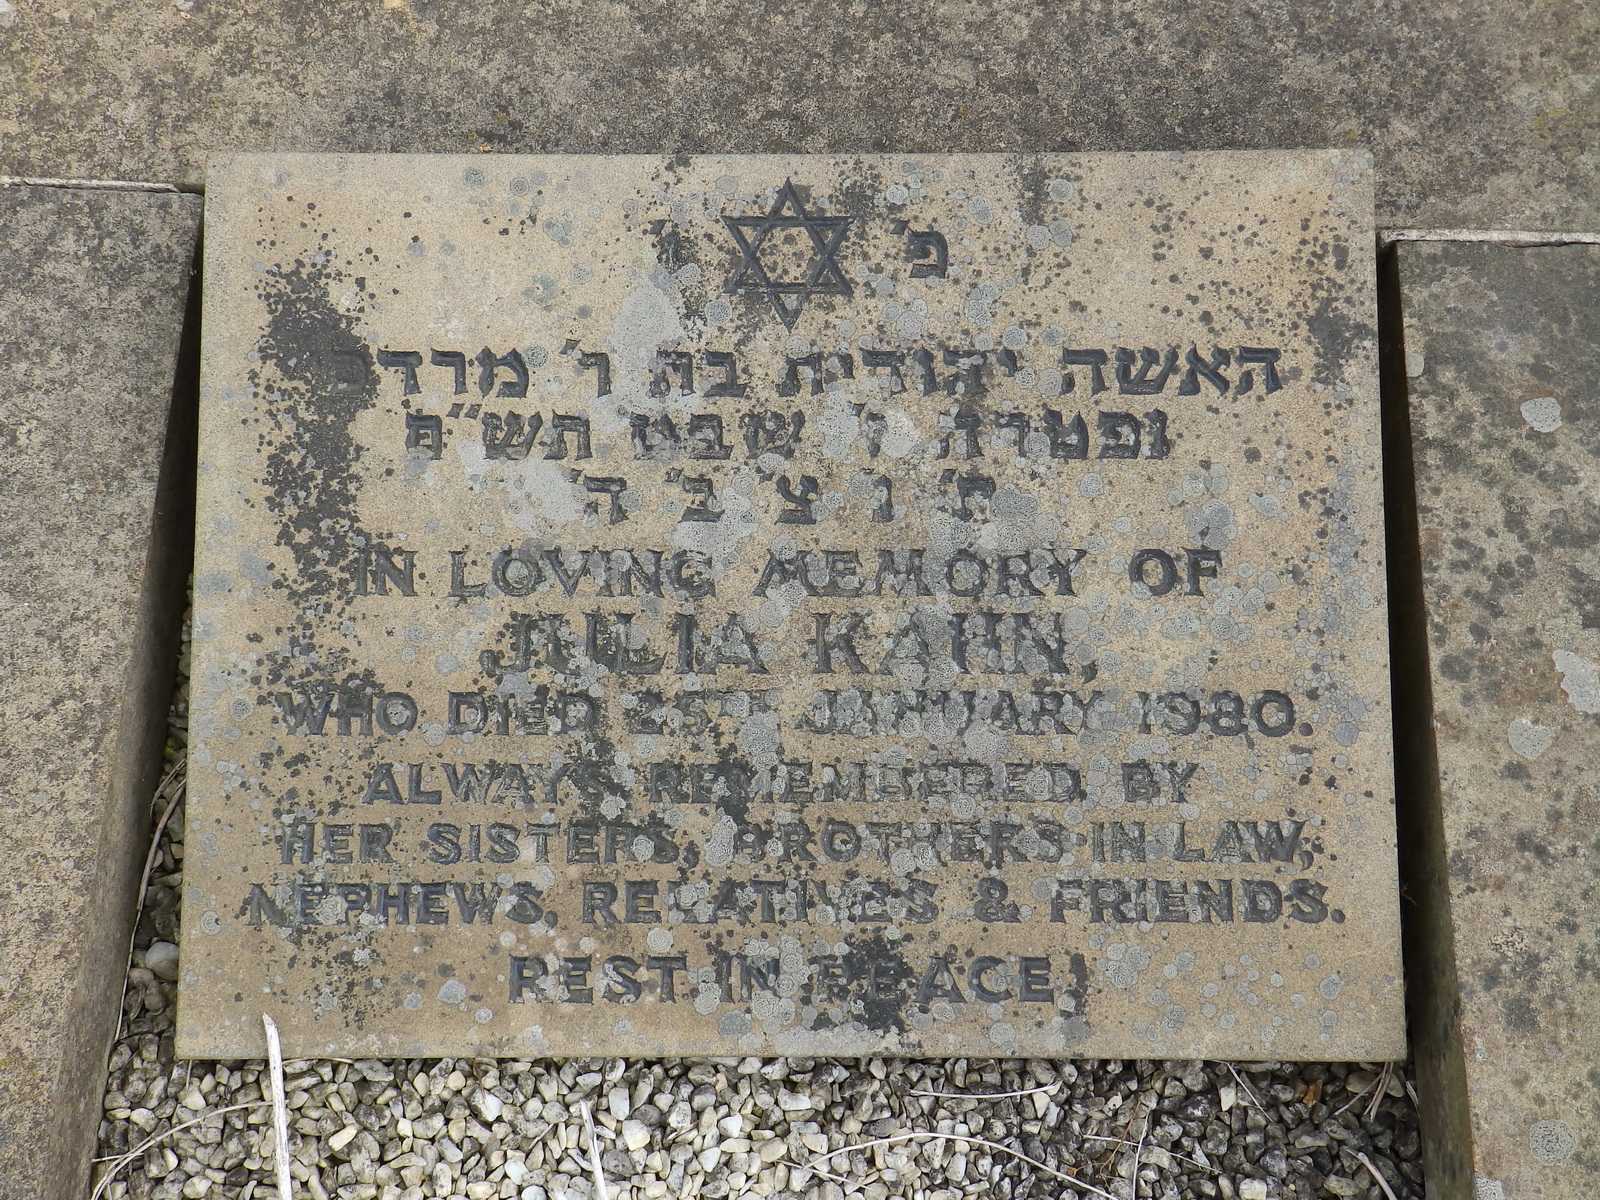 פ' נ'
האשה יהודית בת ר' מרדכי
נפטרה ז' שבט תש"ם
ת' נ' צ' ב' ה'
IN LOVING MEMORY OF
JULIA KAHN,
WHO DIED 25TH JANUARY 1980.
ALWAYS REMEMBERED BY
HER SISTERS, BROTHERS IN LAW,
NEPHEWS, RELATIVES & FRIENDS.
REST IN PEACE